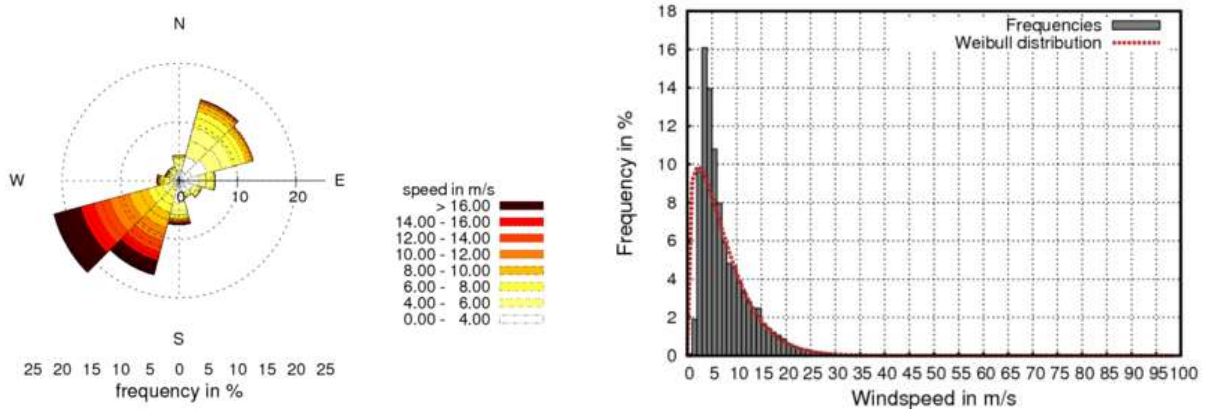 N
W
E
0
10
20
S
25 20 15 10 5 0 5 10 15 20 25
frequency in %
speed in m/s
> 16.00
14.00 - 16.00
12.00 - 14.00
10.00 - 12.00
8.00 - 10.00
6.00 - 8.00
4.00 - 6.00
0.00 - 4.00
Frequency in %
18
16
14
12
10
8
6
4
2
0
Frequencies
Weibull distribution
0 5 10 15 20 25 30 35 40 45 50 55 60 65 70 75 80 85 90 95 100
Windspeed in m/s